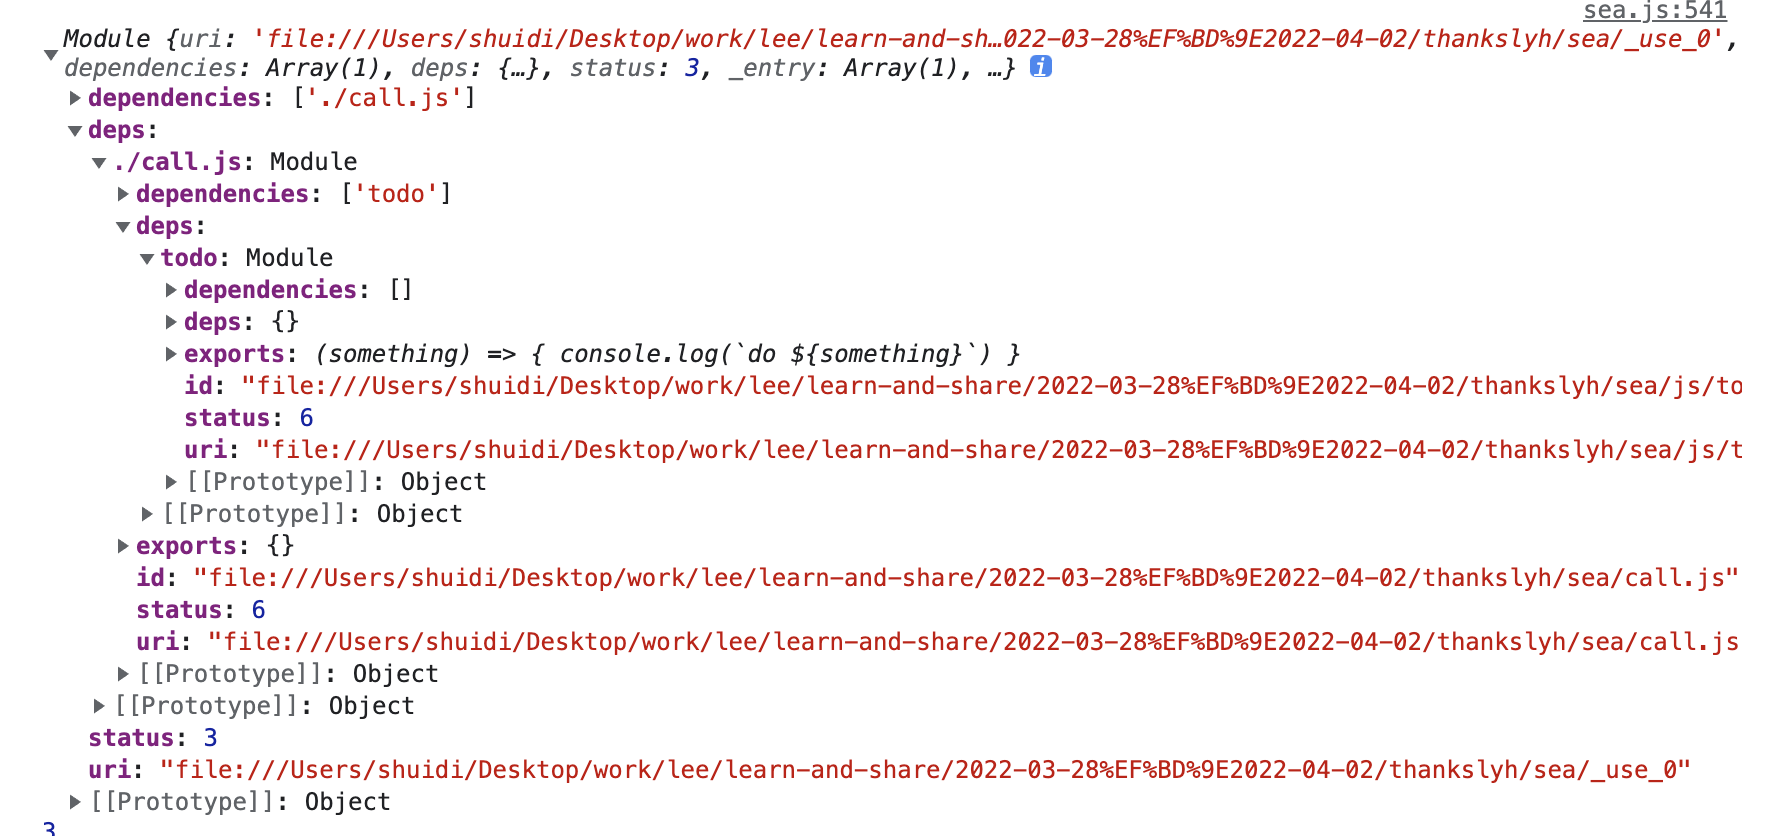 sea.js:541
Module {uri: 'file:///Users/shuidi/Desktop/work/lee/learn-and-sh…022-03-28%EF%BD%9E2022-04-02/thankslyh/sea/_use_0',
dependencies: Array(1), deps: {…}, status: 3, _entry: Array(1), …} i
dependencies: ['./call.js']
deps:
./call.js: Module
dependencies: ['todo']
deps:
todo: Module
dependencies: []
deps: {}
exports: (something) => { console.log(`do ${something}`) }
id: "file:///Users/shuidi/Desktop/work/lee/learn-and-share/2022-03-28%EF%BD%9E2022-04-02/thankslyh/sea/js/to
status: 6
uri: "file:///Users/shuidi/Desktop/work/lee/learn-and-share/2022-03-28%EF%BD%9E2022-04-02/thankslyh/sea/js/t
[[Prototype]]: Object
[[Prototype]]: Object
exports: {}
id: "file:///Users/shuidi/Desktop/work/lee/learn-and-share/2022-03-28%EF%BD%9E2022-04-02/thankslyh/sea/call.js"
status: 6
uri: "file:///Users/shuidi/Desktop/work/lee/learn-and-share/2022-03-28%EF%BD%9E2022-04-02/thankslyh/sea/call.js
[[Prototype]]: Object
[[Prototype]]: Object
status: 3
uri: "file:///Users/shuidi/Desktop/work/lee/learn-and-share/2022-03-28%EF%BD%9E2022-04-02/thankslyh/sea/_use_0"
[[Prototype]]: Object
3